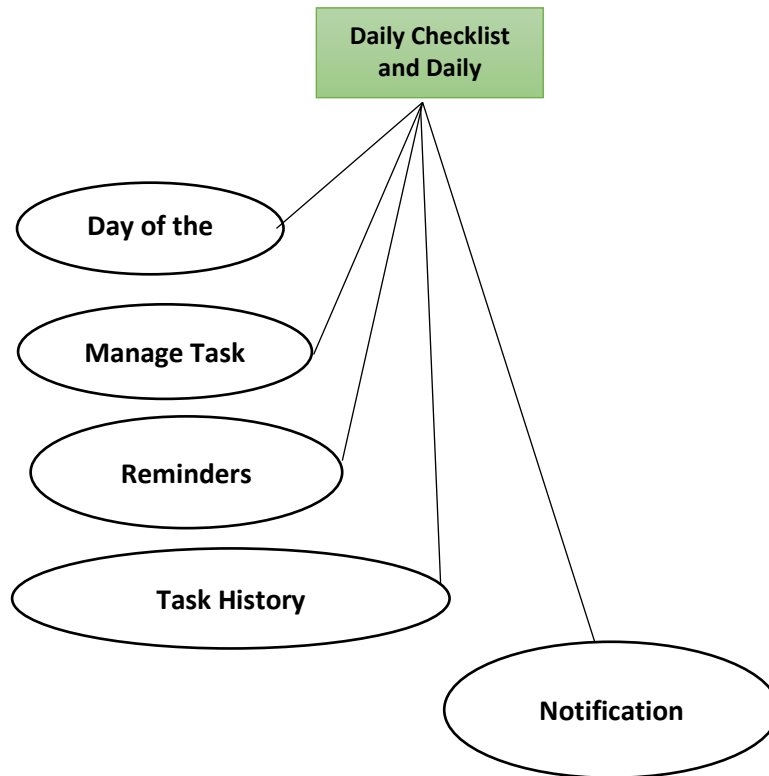 Daily Checklist
and Daily
Day of the
Manage Task
Reminders
Task History
Notification